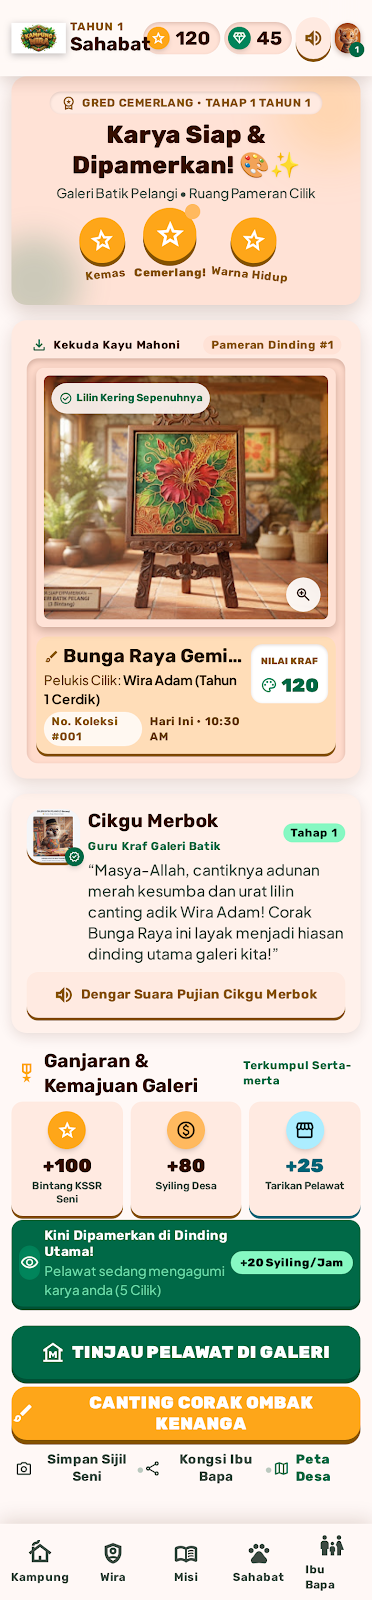 KAMPUNG
WIRA
TAHUN 1
Sahabat
120
45
1
GRED CEMERLANG • TAHAP 1 TAHUN 1
Karya Siap &
Dipamerkan! 🎨✨
Galeri Batik Pelangi • Ruang Pameran Cilik
Kemas
Cemerlang!
Warna Hidup
Kekuda Kayu Mahoni
Pameran Dinding #1
Lilin Kering Sepenuhnya
Bunga Raya Gemi...
Pelukis Cilik: Wira Adam (Tahun
1 Cerdik)
No. Koleksi
#001
Hari Ini • 10:30
AM
NILAI KRAF
120
Cikgu Merbok
Guru Kraf Galeri Batik
Tahap 1
“Masya-Allah, cantiknya adunan
merah kesumba dan urat lilin
canting adik Wira Adam! Corak
Bunga Raya ini layak menjadi hiasan
dinding utama galeri kita!”
Dengar Suara Pujian Cikgu Merbok
Ganjaran &
Kemajuan Galeri
Terkumpul Serta-
merta
+100
Bintang KSSR
Seni
+80
Syiling Desa
+25
Tarikan Pelawat
Kini Dipamerkan di Dinding
Utama!
Pelawat sedang mengagumi
karya anda (5 Cilik)
+20 Syiling/Jam
TINJAU PELAWAT DI GALERI
CANTING CORAK OMBAK
KENANGA
Simpan Sijil
Seni
Kongsi Ibu
Bapa
Peta
Desa
Kampung
Wira
Misi
Sahabat
Ibu
Bapa